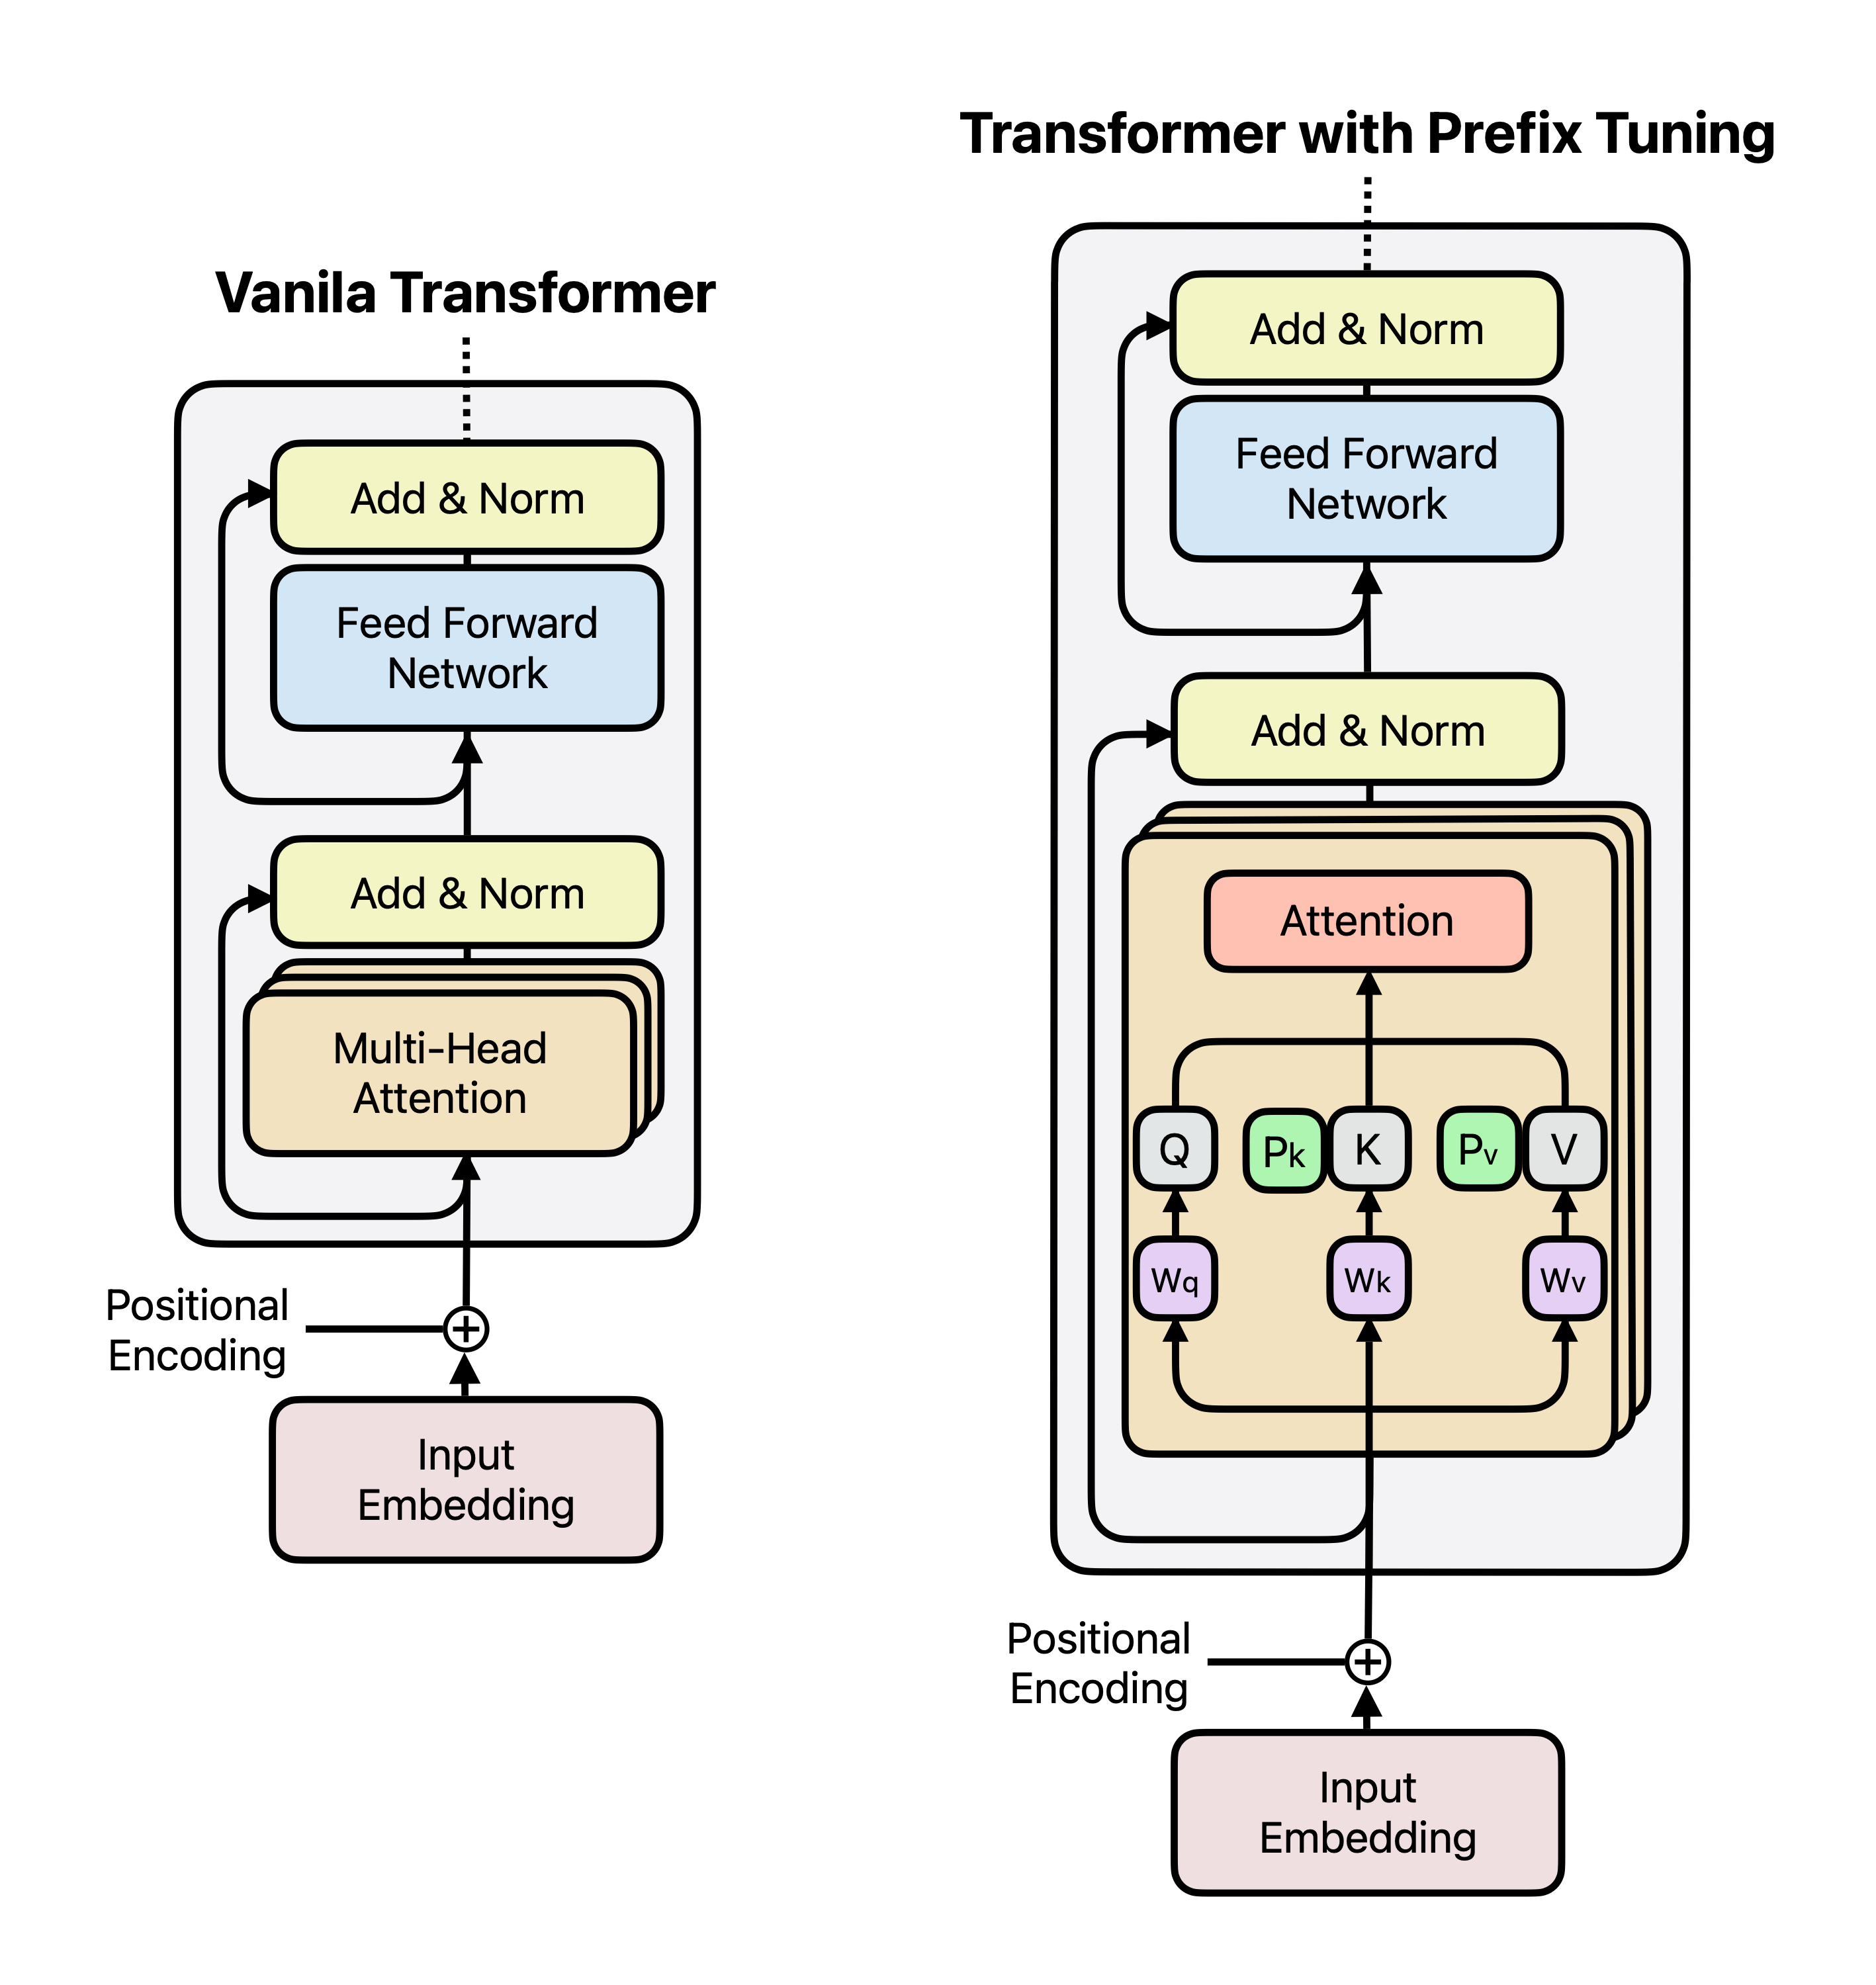 Vanila Transformer
Add & Norm
Feed Forward
Network
Add & Norm
Multi-Head
Attention
Positional
Encoding
Input
Embedding
Transformer with Prefix Tuning
Add & Norm
Feed Forward
Network
Add & Norm
Attention
Q Pk K Pv V
Wq Wk Wv
Positional
Encoding
Input
Embedding